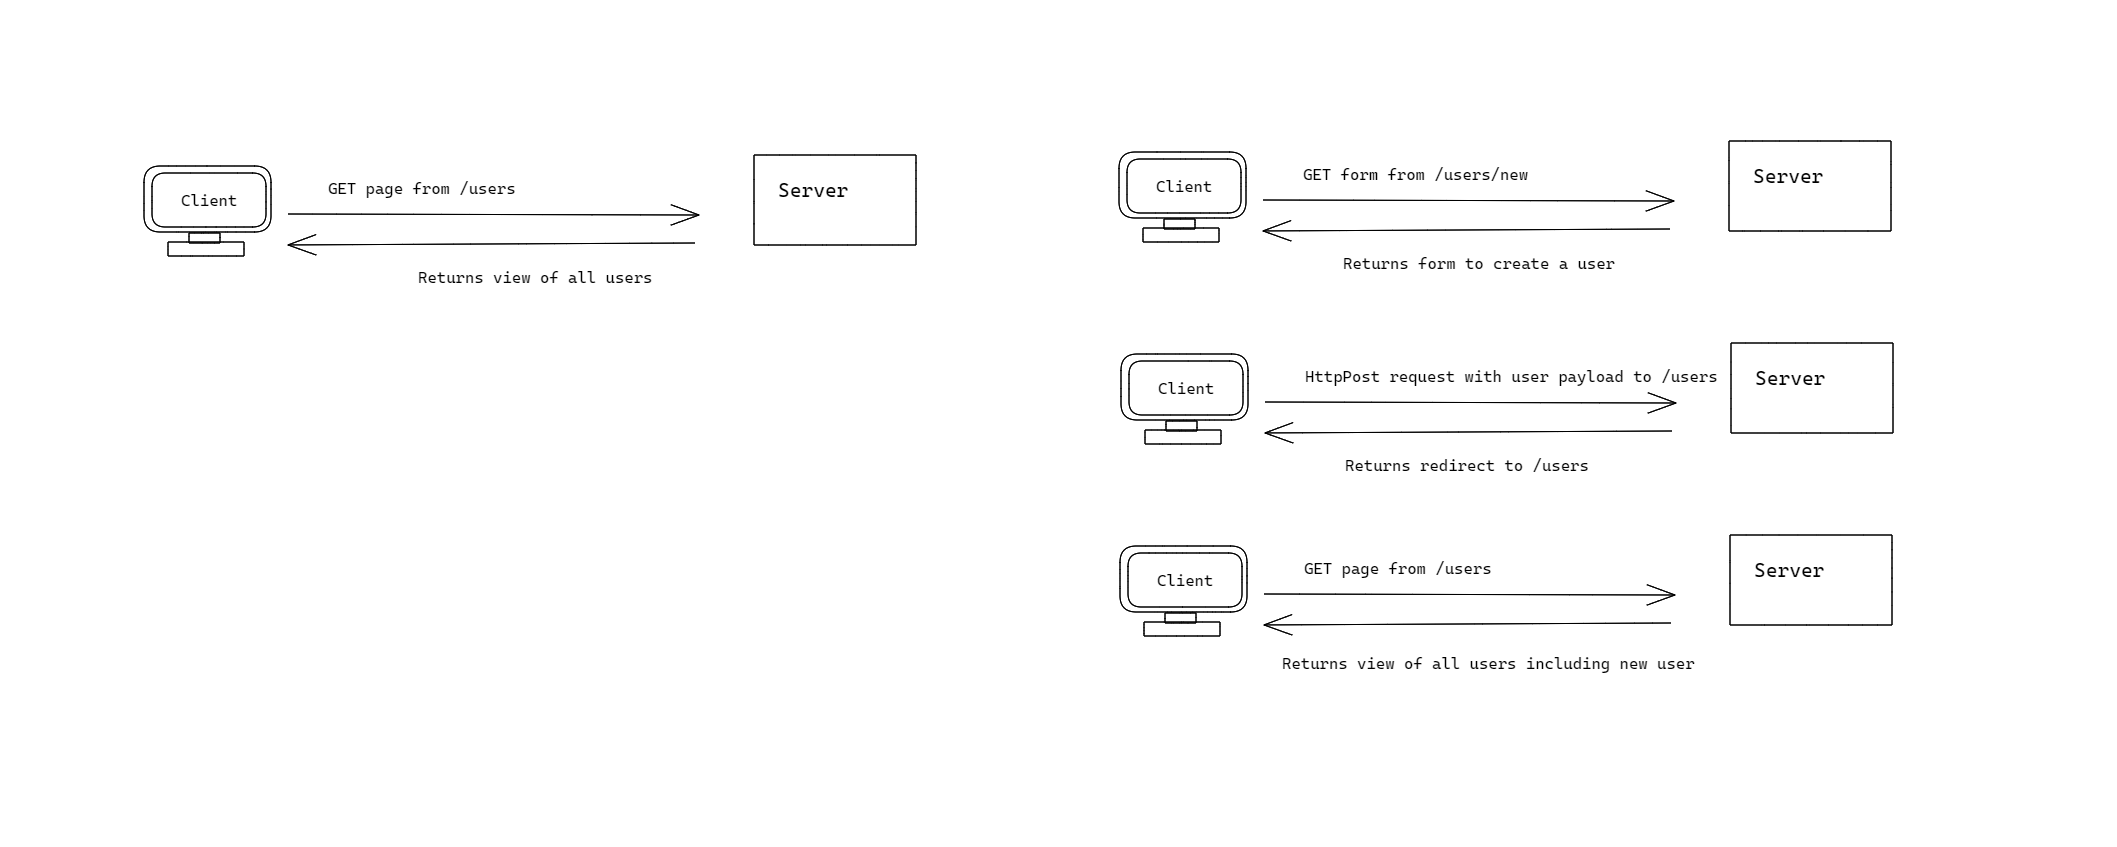 Client
GET page from /users
Server
Returns view of all users
Client
GET form from /users/new
Server
Returns form to create a user
Client
HttpPost request with user payload to /users
Server
Returns redirect to /users
Client
GET page from /users
Server
Returns view of all users including new user